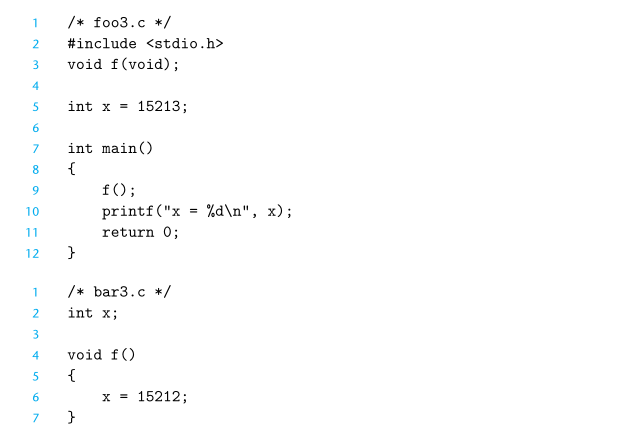 1 /* foo3.c */
2 #include <stdio.h>
3 void f(void);
4
5 int x = 15213;
6
7 int main()
8 {
9     f();
10     printf("x = %d\n", x);
11     return 0;
12 }
1 /* bar3.c */
2 int x;
3
4 void f()
5 {
6     x = 15212;
7 }